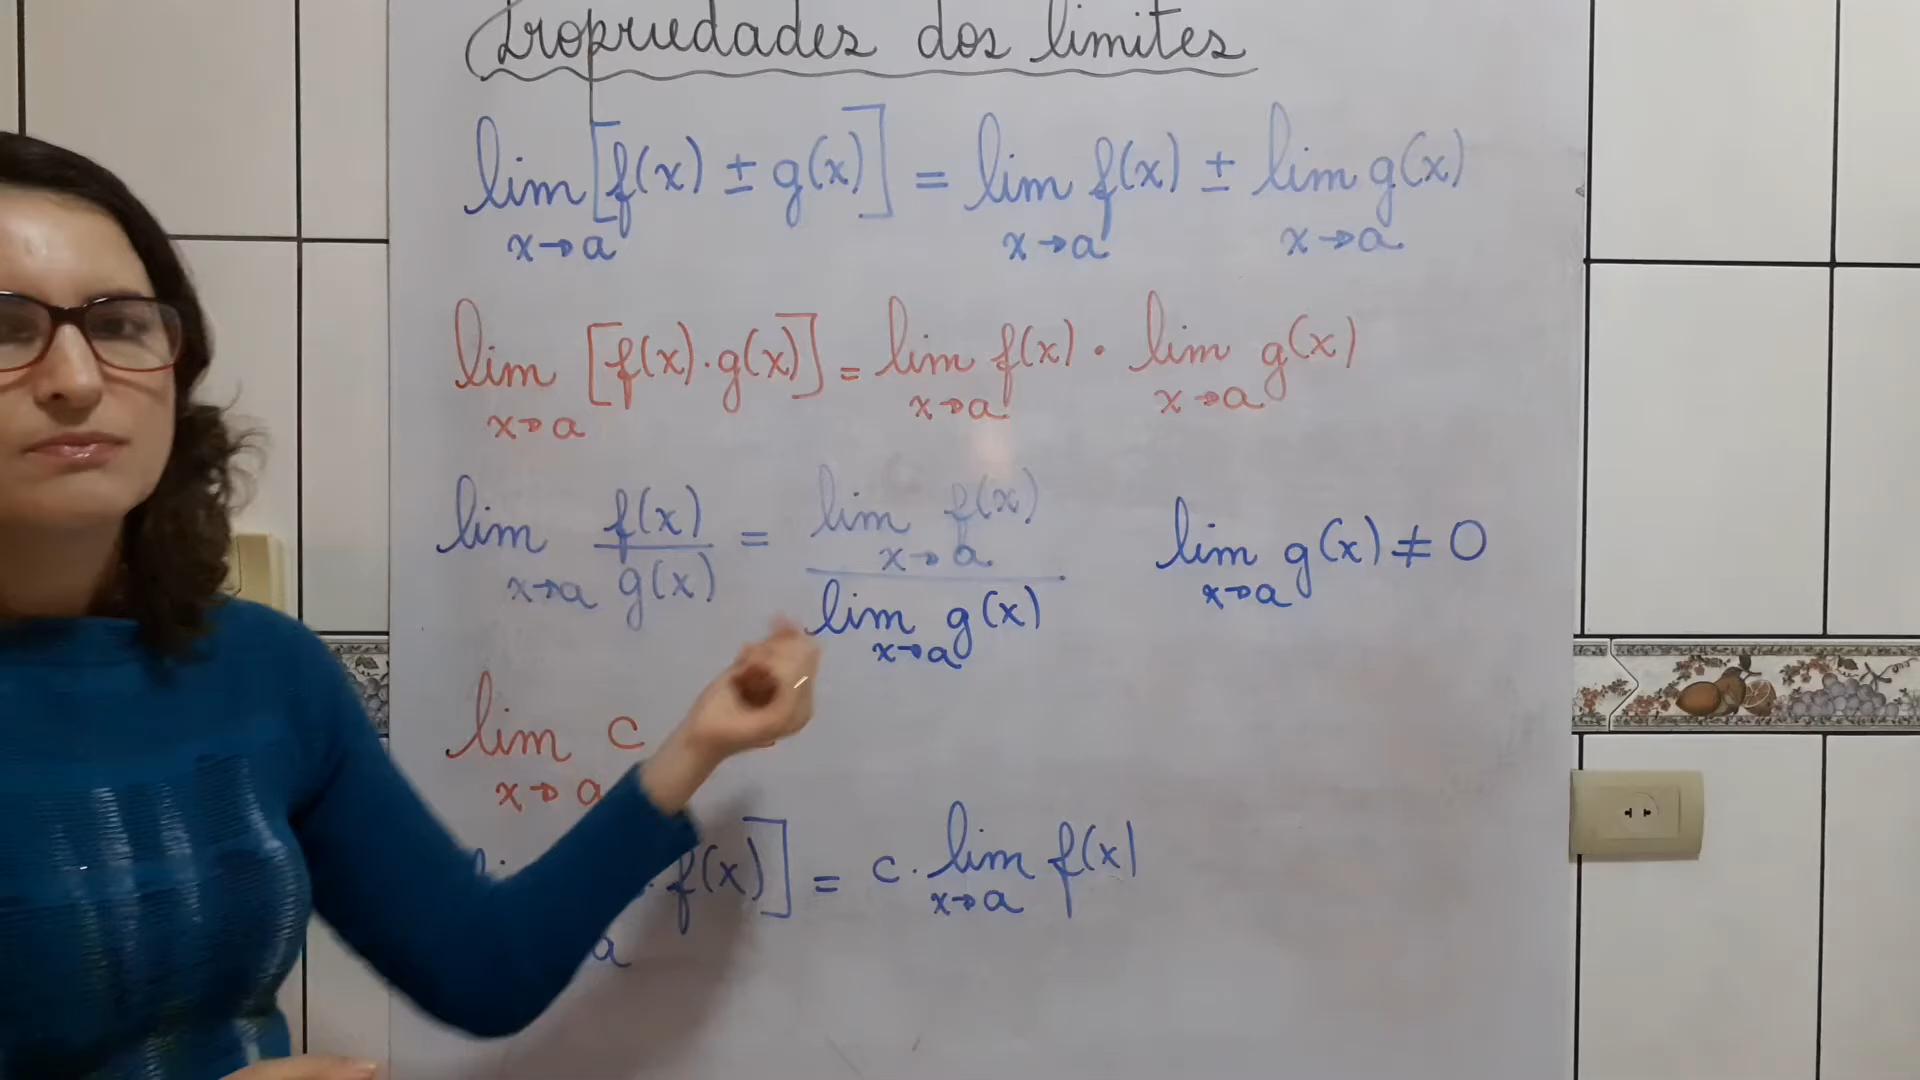 Propriedades dos limites
lim [f(x) ± g(x)] = lim f(x) ± lim g(x)
x→a x→a x→a
lim [f(x)·g(x)] = lim f(x) · lim g(x)
x→a x→a x→a
lim f(x)/g(x) = lim f(x)/lim g(x) lim g(x) ≠ 0
x→a x→a x→a x→a
lim c
x→a
· f(x)] = c · lim f(x)
a x→a